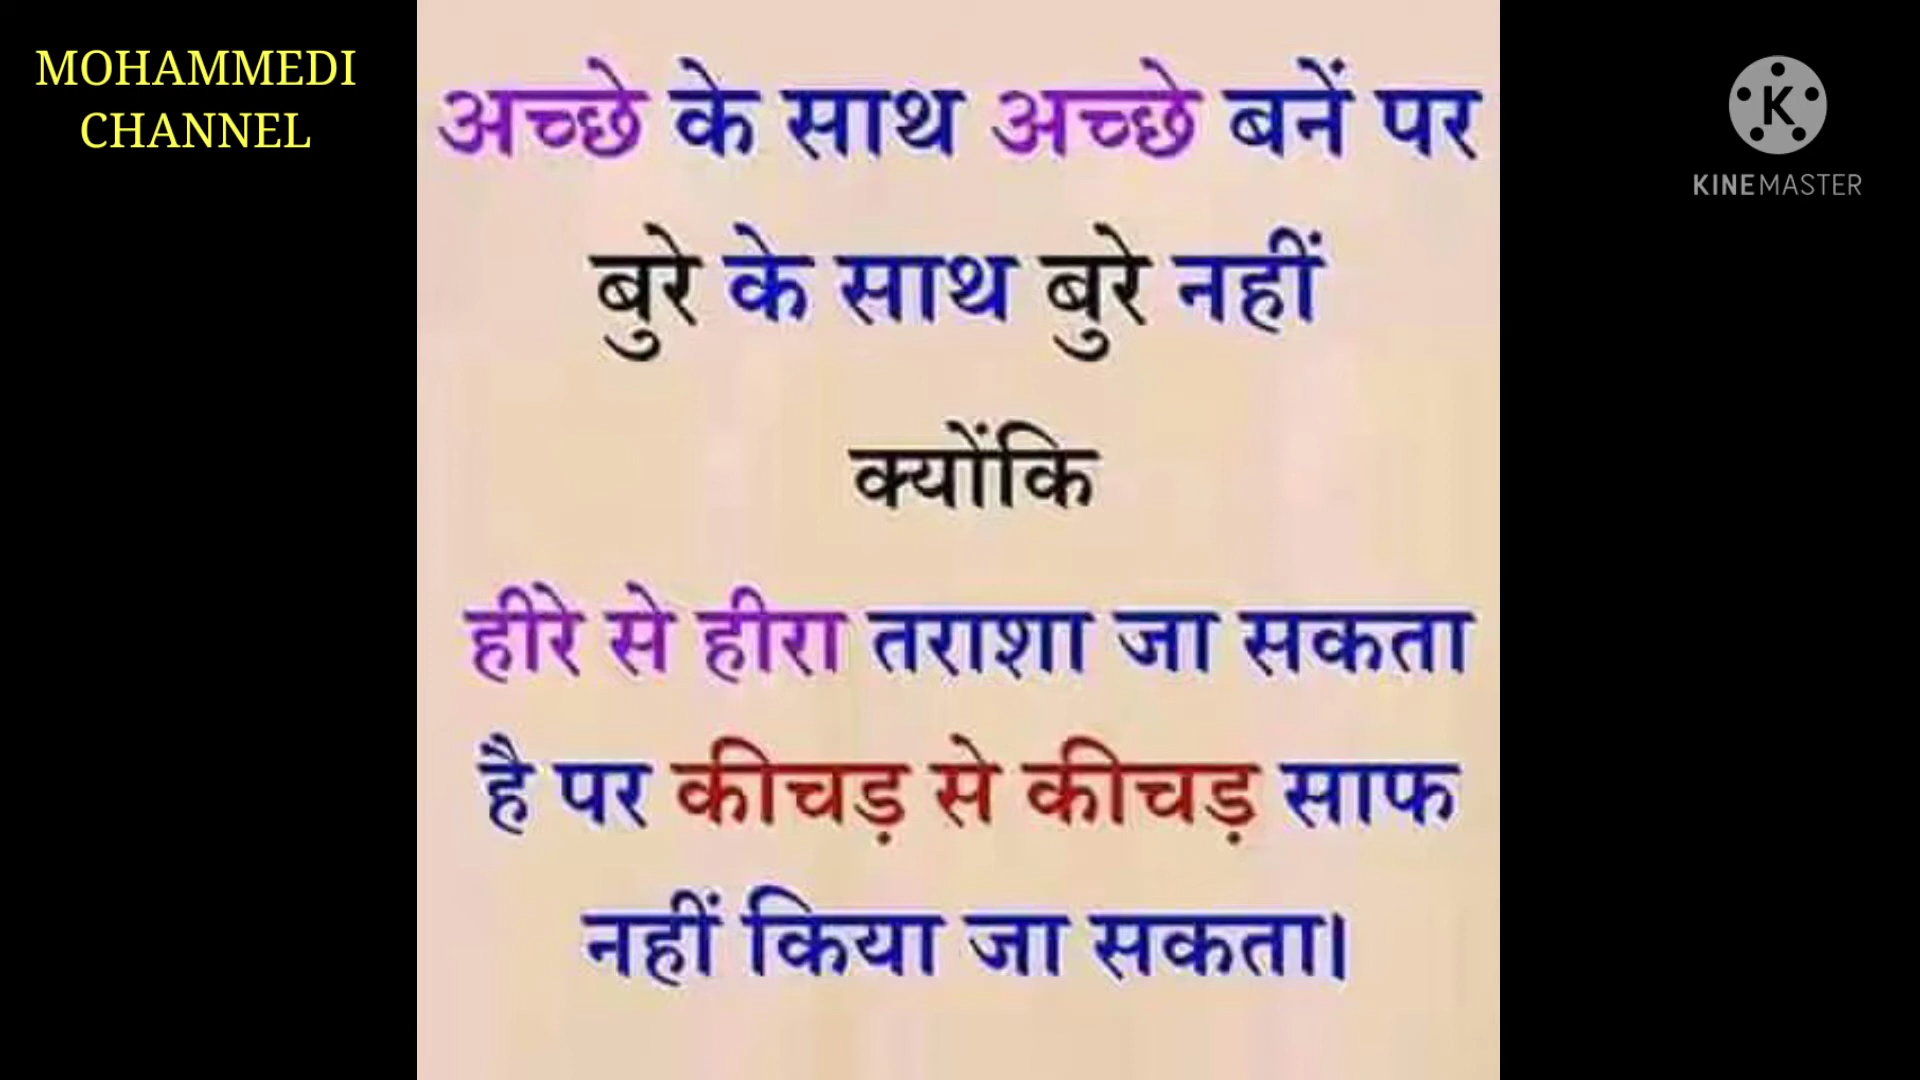 MOHAMMEDI
CHANNEL
अच्छे के साथ अच्छे बनें पर
बुरे के साथ बुरे नहीं
क्योंकि
हीरे से हीरा तराशा जा सकता
है पर कीचड़ से कीचड़ साफ
नहीं किया जा सकता।
K
KINEMASTER